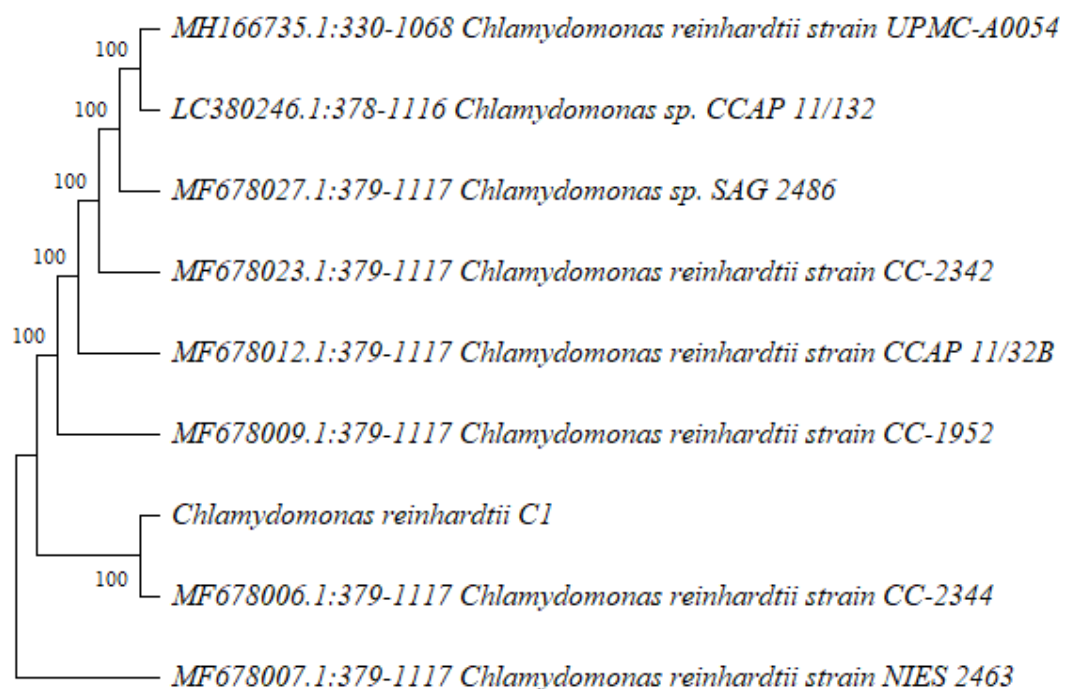 100
MH166735.1:330-1068 Chlamydomonas reinhardtii strain UPMC-A0054
100
LC380246.1:378-1116 Chlamydomonas sp. CCAP 11/132
100
MF678027.1:379-1117 Chlamydomonas sp. SAG 2486
100
MF678023.1:379-1117 Chlamydomonas reinhardtii strain CC-2342
100
MF678012.1:379-1117 Chlamydomonas reinhardtii strain CCAP 11/32B
MF678009.1:379-1117 Chlamydomonas reinhardtii strain CC-1952
Chlamydomonas reinhardtii C1
100
MF678006.1:379-1117 Chlamydomonas reinhardtii strain CC-2344
MF678007.1:379-1117 Chlamydomonas reinhardtii strain NIES 2463